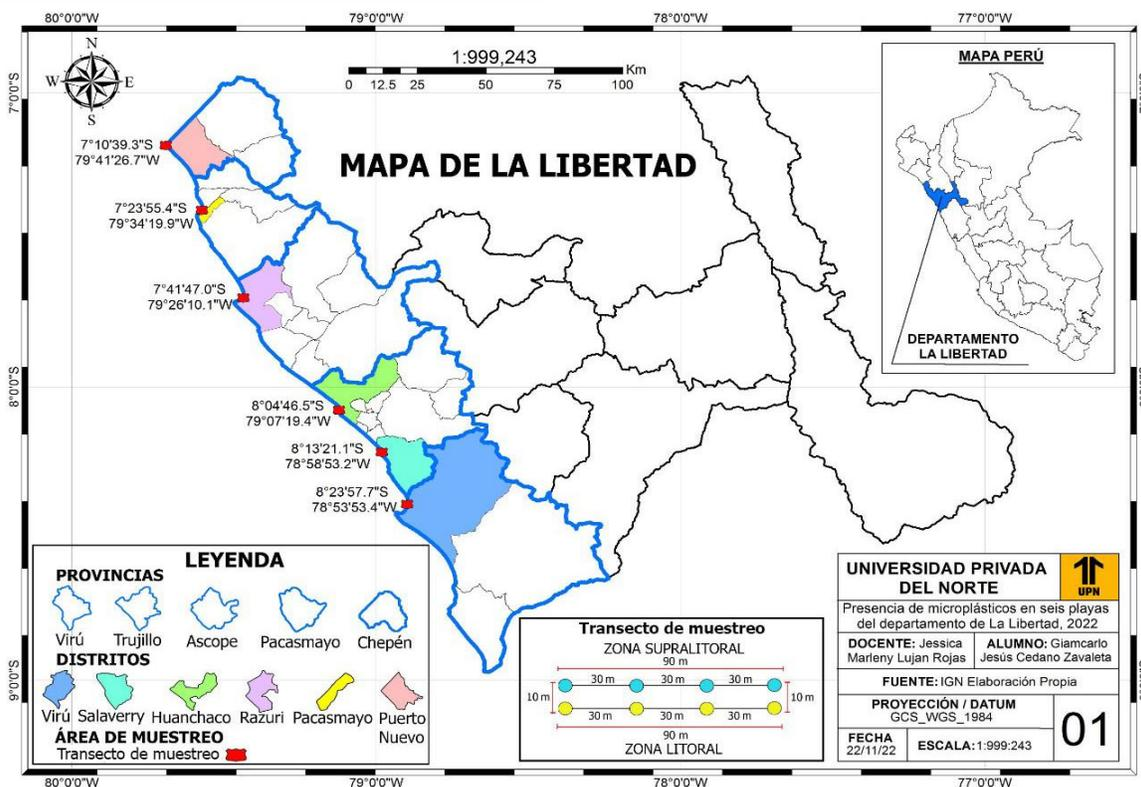 80°0'0"W
79°0'0"W
78°0'0"W
77°0'0"W
N
W
E
S
1:999,243
Km
0 12.5 25 50 75 100
MAPA DE LA LIBERTAD
MAPA PERÚ
DEPARTAMENTO
LA LIBERTAD
7°0'0"S
8°0'0"S
9°0'0"S
7°10'39.3"S
79°41'26.7"W
7°23'55.4"S
79°34'19.9"W
7°41'47.0"S
79°26'10.1"W
8°04'46.5"S
79°07'19.4"W
8°13'21.1"S
78°58'53.2"W
8°23'57.7"S
78°53'53.4"W
LEYENDA
PROVINCIAS
Virú Trujillo Ascope Pacasmayo Chepén
DISTRITOS
Virú Salaverry Huanchaco Razuri Pacasmayo Puerto
Nuevo
ÁREA DE MUESTREO
Transecto de muestreo
Transecto de muestreo
ZONA SUPRALITORAL
90 m
30 m 30 m 30 m
10 m 10 m
30 m 30 m 30 m
90 m
ZONA LITORAL
UNIVERSIDAD PRIVADA
DEL NORTE
UPN
Presencia de microplásticos en seis playas
del departamento de La Libertad, 2022
DOCENTE: Jessica
Marleny Lujan Rojas
ALUMNO: Giamcarlo
Jesús Cedano Zavaleta
FUENTE: IGN Elaboración Propia
PROYECCIÓN / DATUM
GCS_WGS_1984
FECHA
22/11/22
ESCALA:1:999:243
01
80°0'0"W
79°0'0"W
78°0'0"W
77°0'0"W